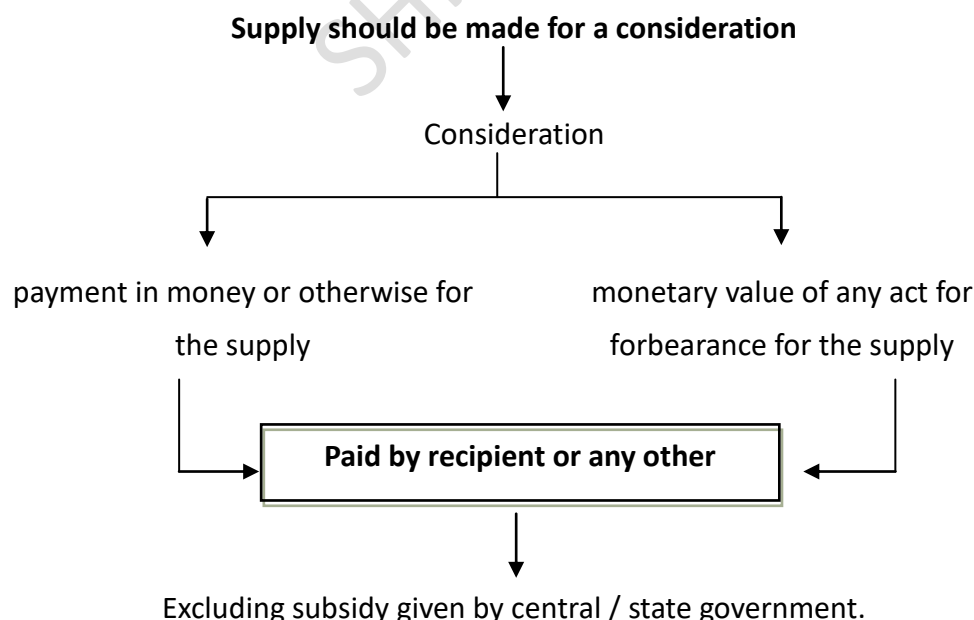 Supply should be made for a consideration
Consideration
payment in money or otherwise for
the supply
monetary value of any act for
forbearance for the supply
Paid by recipient or any other
Excluding subsidy given by central / state government.